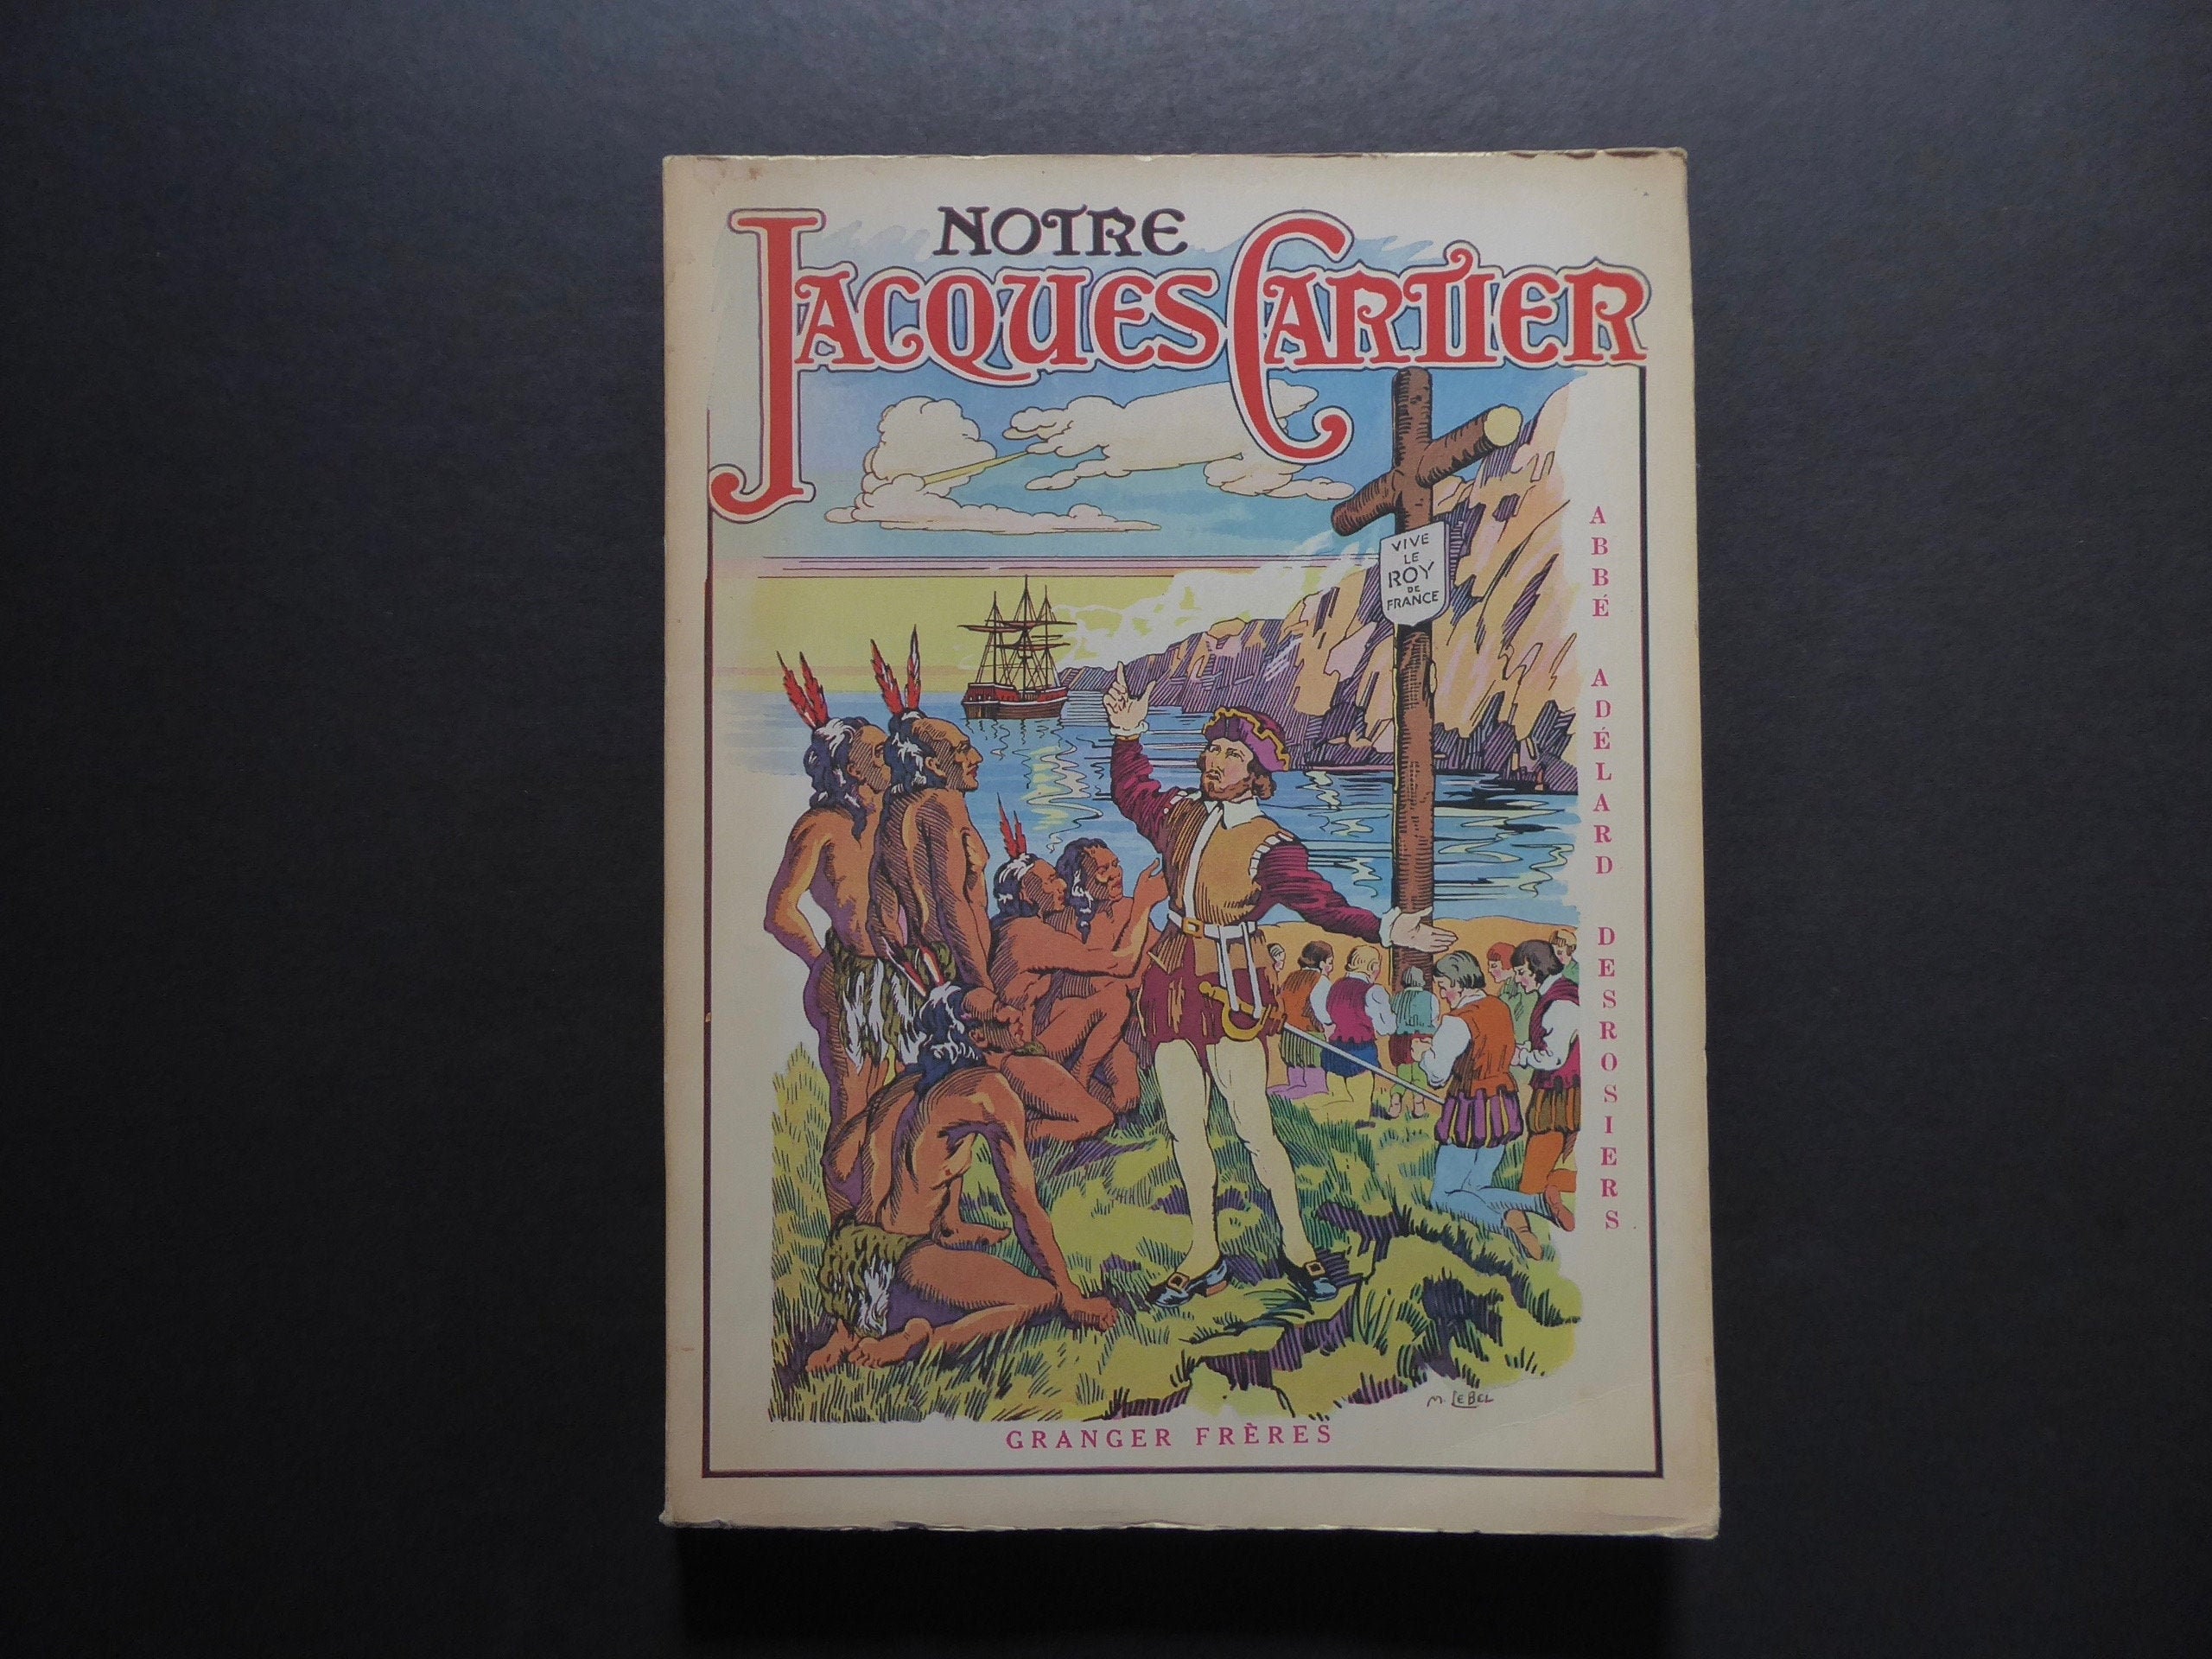 NOTRE
JACQUES CARTIER
VIVE
LE
ROY
DE
FRANCE
ABBÉ ADÉLARD DESROSIERS
M. LEBEL
GRANGER FRÈRES